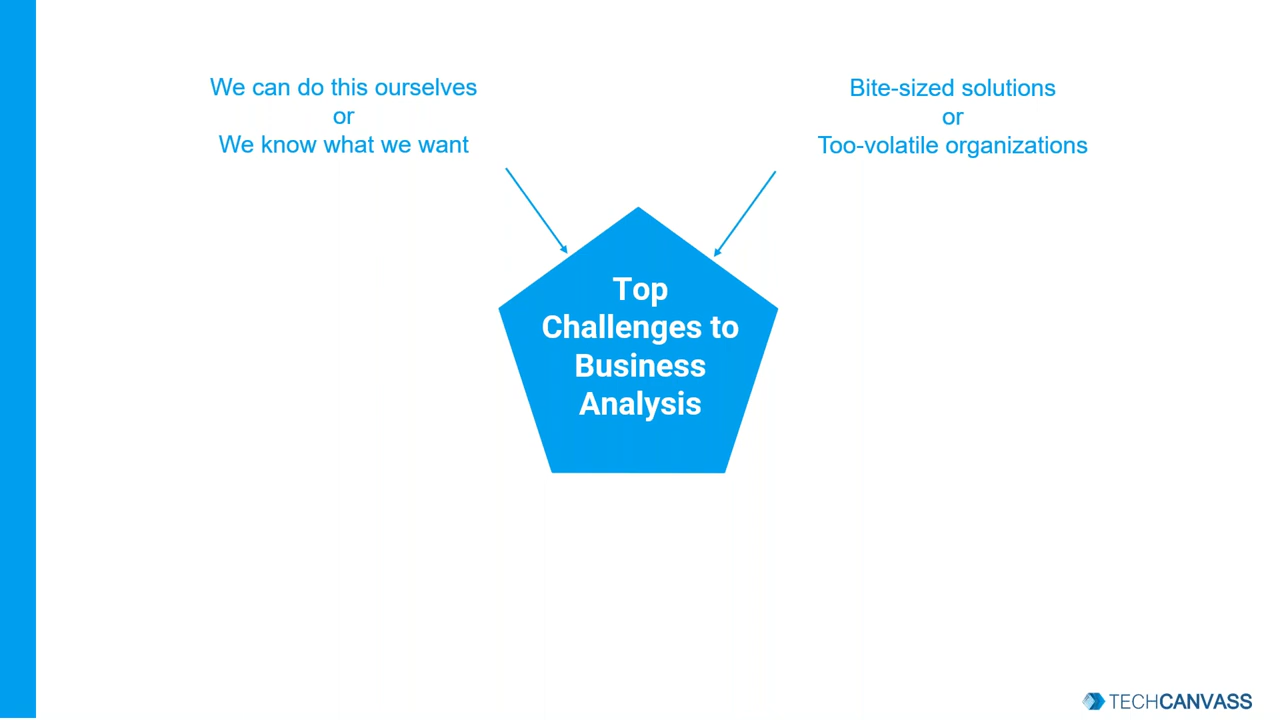 We can do this ourselves
or
We know what we want
Bite-sized solutions
or
Too-volatile organizations
Top
Challenges to
Business
Analysis
TECHCANVASS